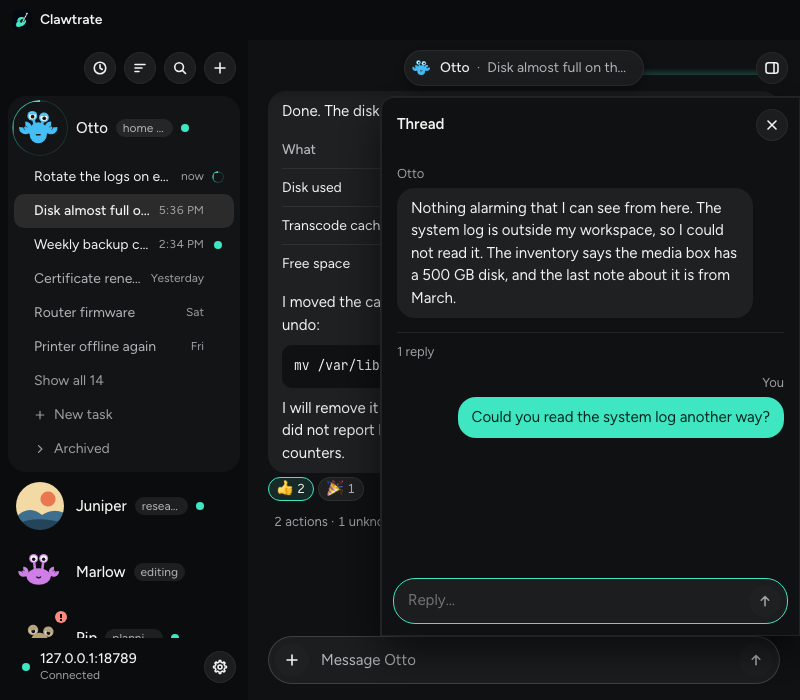 Clawtrate
Otto home ...
Rotate the logs on e... now
Disk almost full o... 5:36 PM
Weekly backup c... 2:34 PM
Certificate rene... Yesterday
Router firmware Sat
Printer offline again Fri
Show all 14
+ New task
Archived
Juniper resea...
Marlow editing
Pip planni...
127.0.0.1:18789
Connected
Otto · Disk almost full on th...
Done. The disk
What
Disk used
Transcode cach
Free space
I moved the ca
undo:
mv /var/lib
I will remove it
did not report
counters.
👍 2 🎉 1
2 actions · 1 unkno
Message Otto
Thread
Otto
Nothing alarming that I can see from here. The
system log is outside my workspace, so I could
not read it. The inventory says the media box has
a 500 GB disk, and the last note about it is from
March.
1 reply
You
Could you read the system log another way?
Reply...